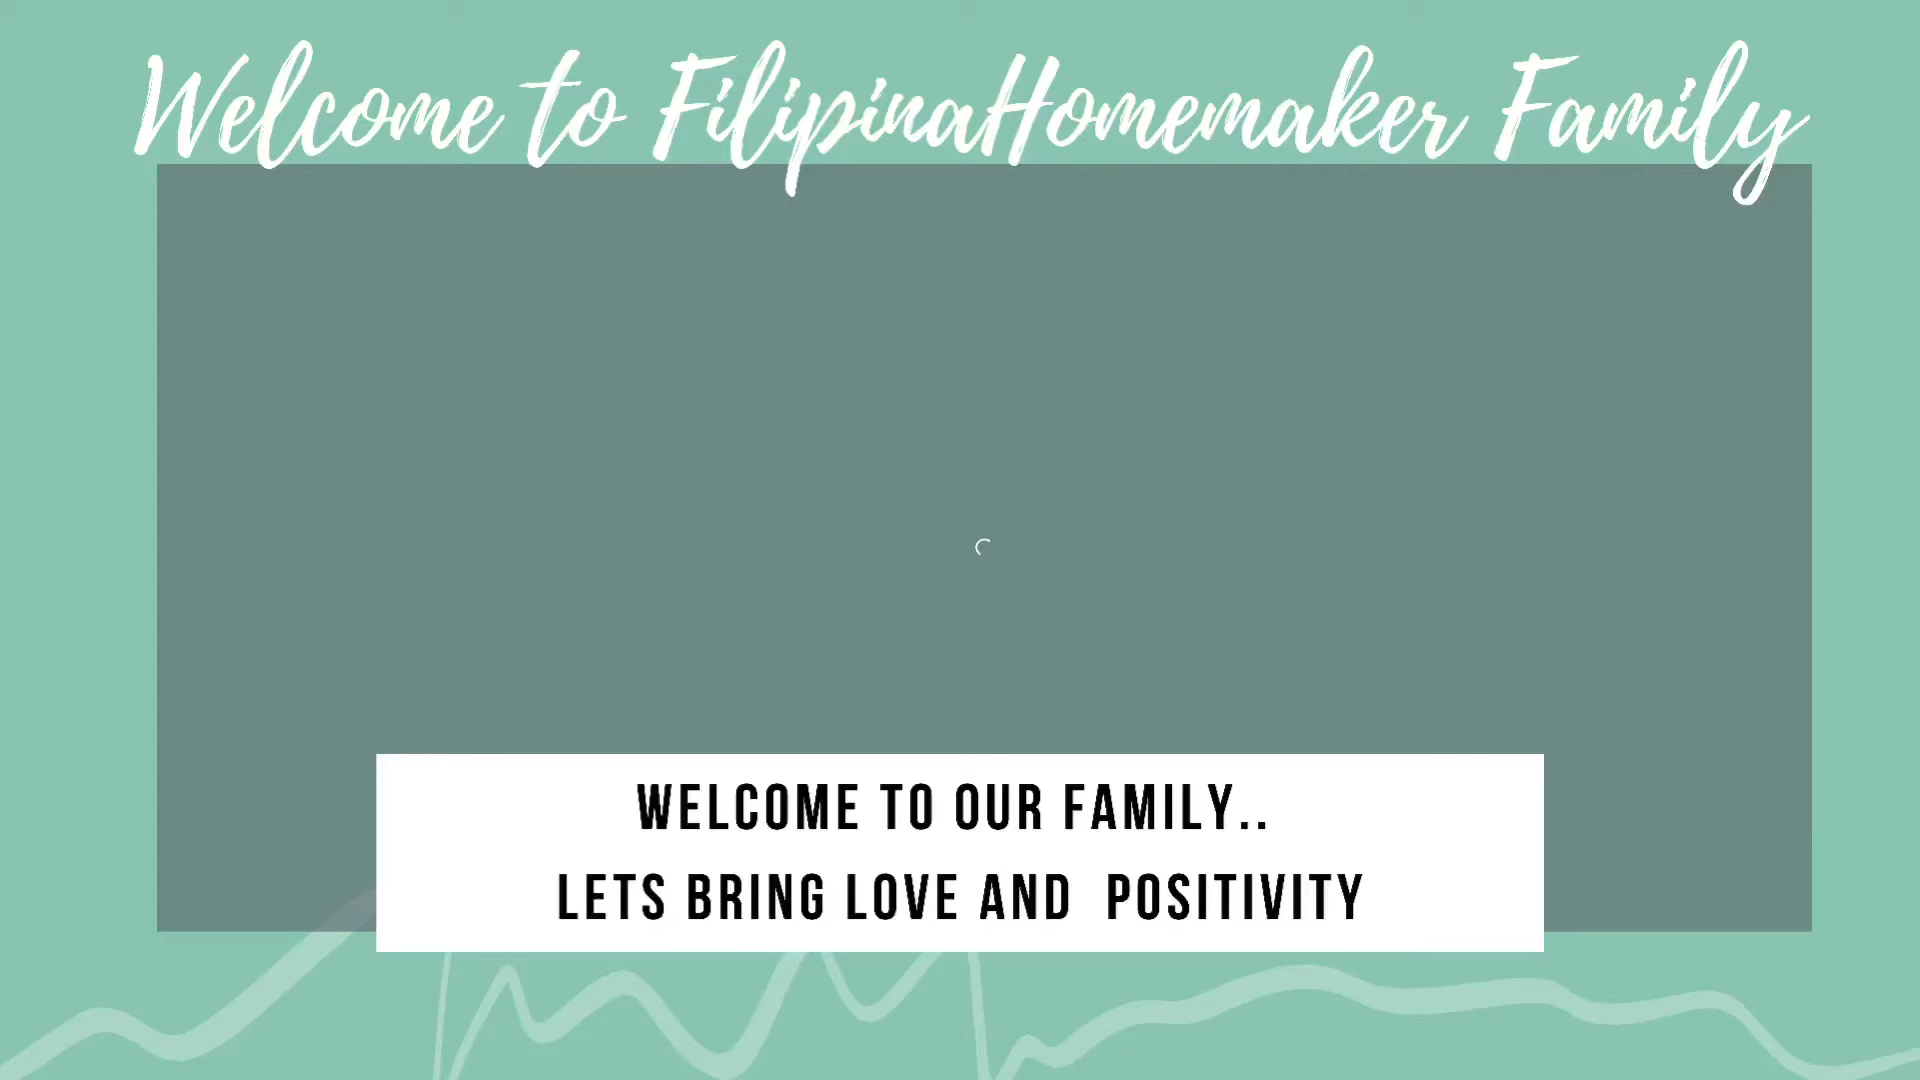 Welcome to FilipinaHomemaker Family
WELCOME TO OUR FAMILY..
LETS BRING LOVE AND  POSITIVITY